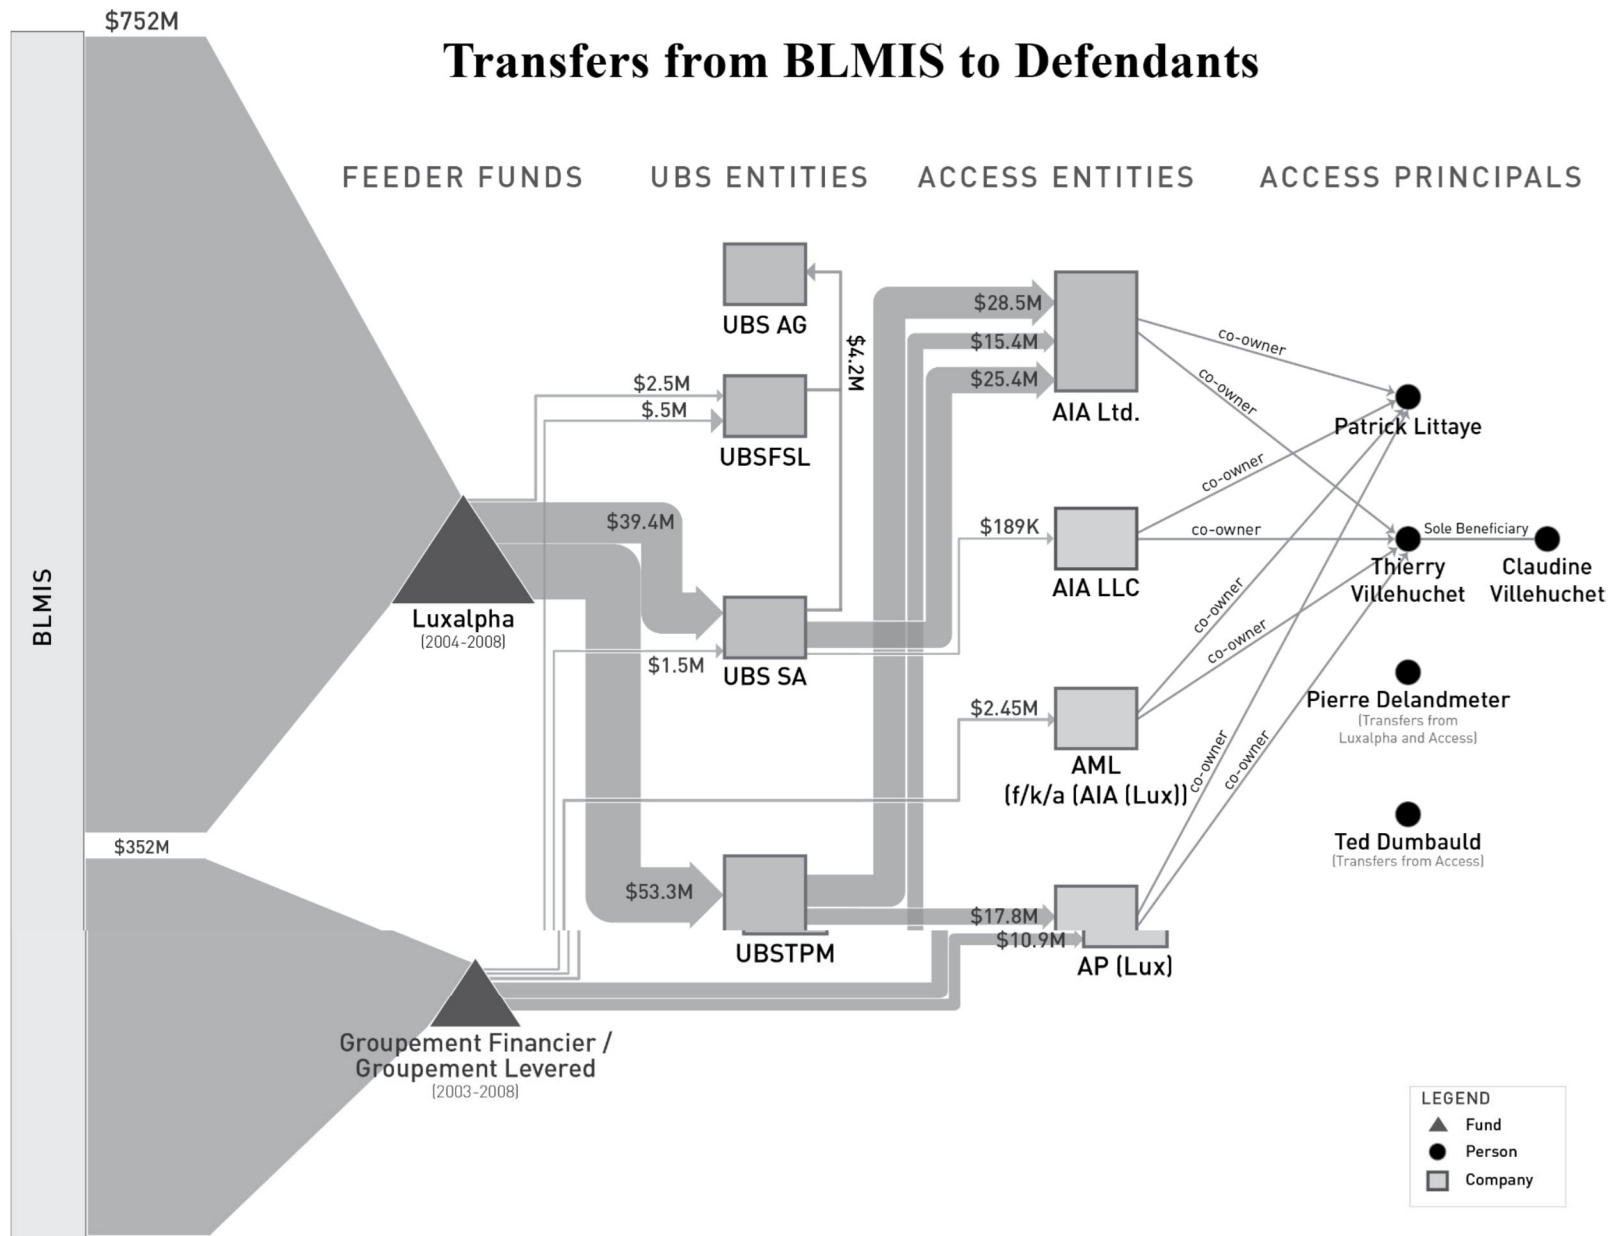 $752M
Transfers from BLMIS to Defendants
FEEDER FUNDS
UBS ENTITIES
ACCESS ENTITIES
ACCESS PRINCIPALS
BLMIS
UBS AG
$4.2M
$2.5M
$.5M
UBSFSL
$28.5M
$15.4M
$25.4M
AIA Ltd.
co-owner
co-owner
Patrick Littaye
co-owner
$39.4M
Luxalpha
(2004-2008)
$1.5M
UBS SA
$189K
AIA LLC
co-owner
Sole Beneficiary
Thierry
Villehuchet
Claudine
Villehuchet
co-owner
co-owner
$2.45M
AML
(f/k/a (AIA (Lux))
Pierre Delandmeter
(Transfers from
Luxalpha and Access)
co-owner
co-owner
Ted Dumbauld
(Transfers from Access)
$352M
$53.3M
UBSTPM
$17.8M
$10.9M
AP (Lux)
Groupement Financier /
Groupement Levered
(2003-2008)
LEGEND
Fund
Person
Company